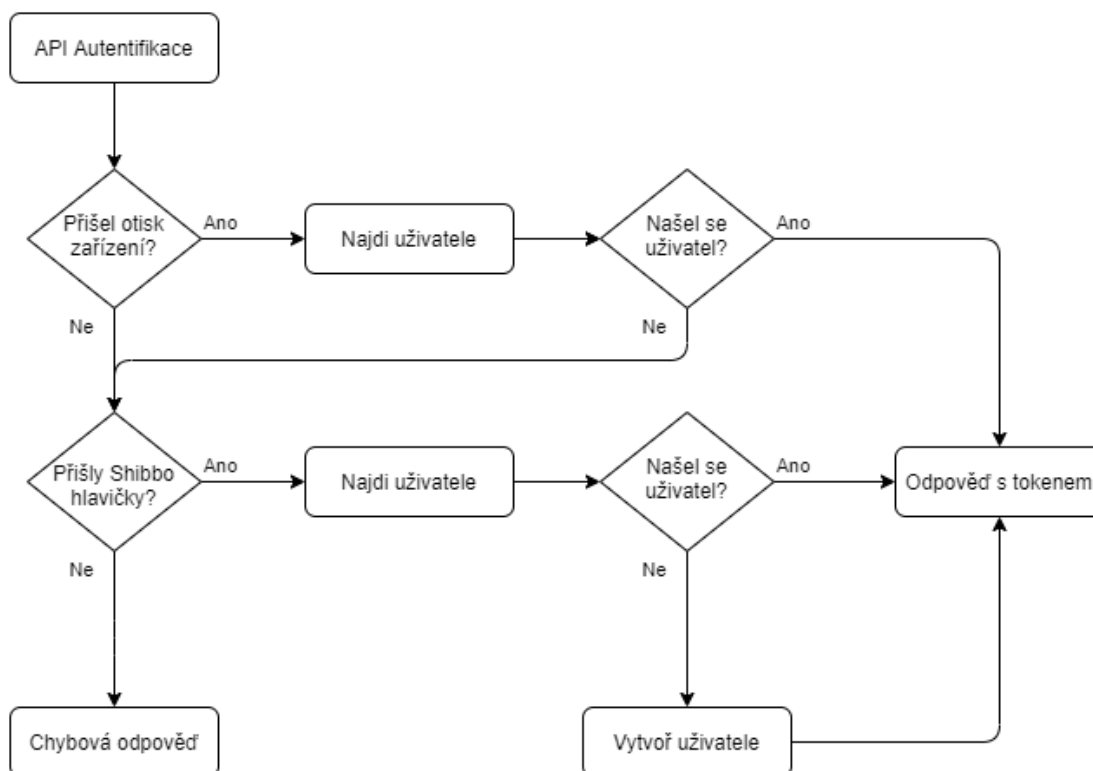 API Autentifikace
Přišel otisk
zařízení?
Ano
Najdi uživatele
Našel se
uživatel?
Ano
Ne
Ne
Přišly Shibbo
hlavičky?
Ano
Najdi uživatele
Našel se
uživatel?
Ano
Odpověď s tokenem
Ne
Ne
Chybová odpověď
Vytvoř uživatele